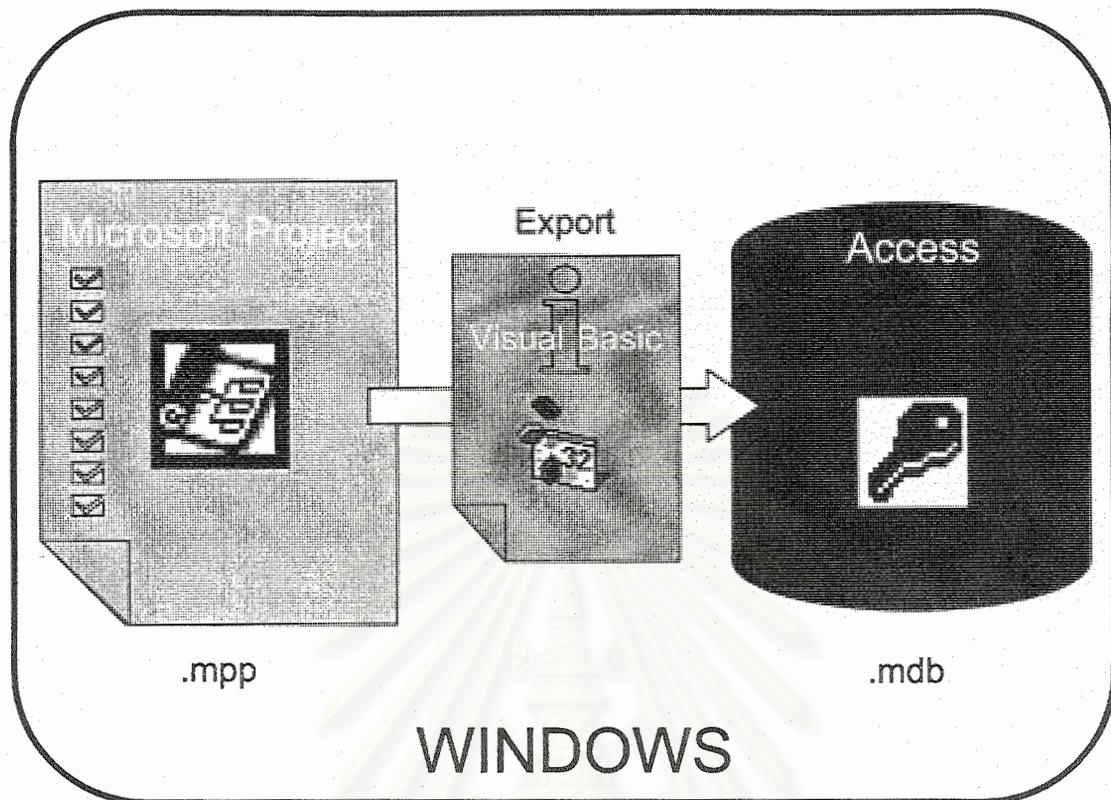 Microsoft Project
Export
i
Visual Basic
32
Access
.mpp
.mdb
WINDOWS